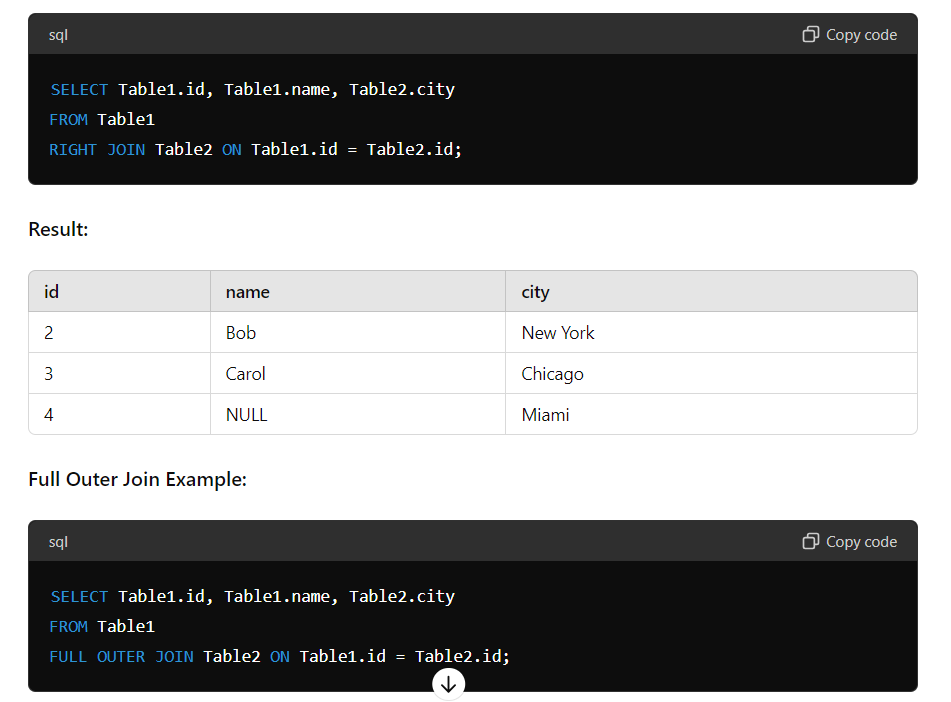 sql Copy code
SELECT Table1.id, Table1.name, Table2.city
FROM Table1
RIGHT JOIN Table2 ON Table1.id = Table2.id;
Result:
id name city
2 Bob New York
3 Carol Chicago
4 NULL Miami
Full Outer Join Example:
sql Copy code
SELECT Table1.id, Table1.name, Table2.city
FROM Table1
FULL OUTER JOIN Table2 ON Table1.id = Table2.id;